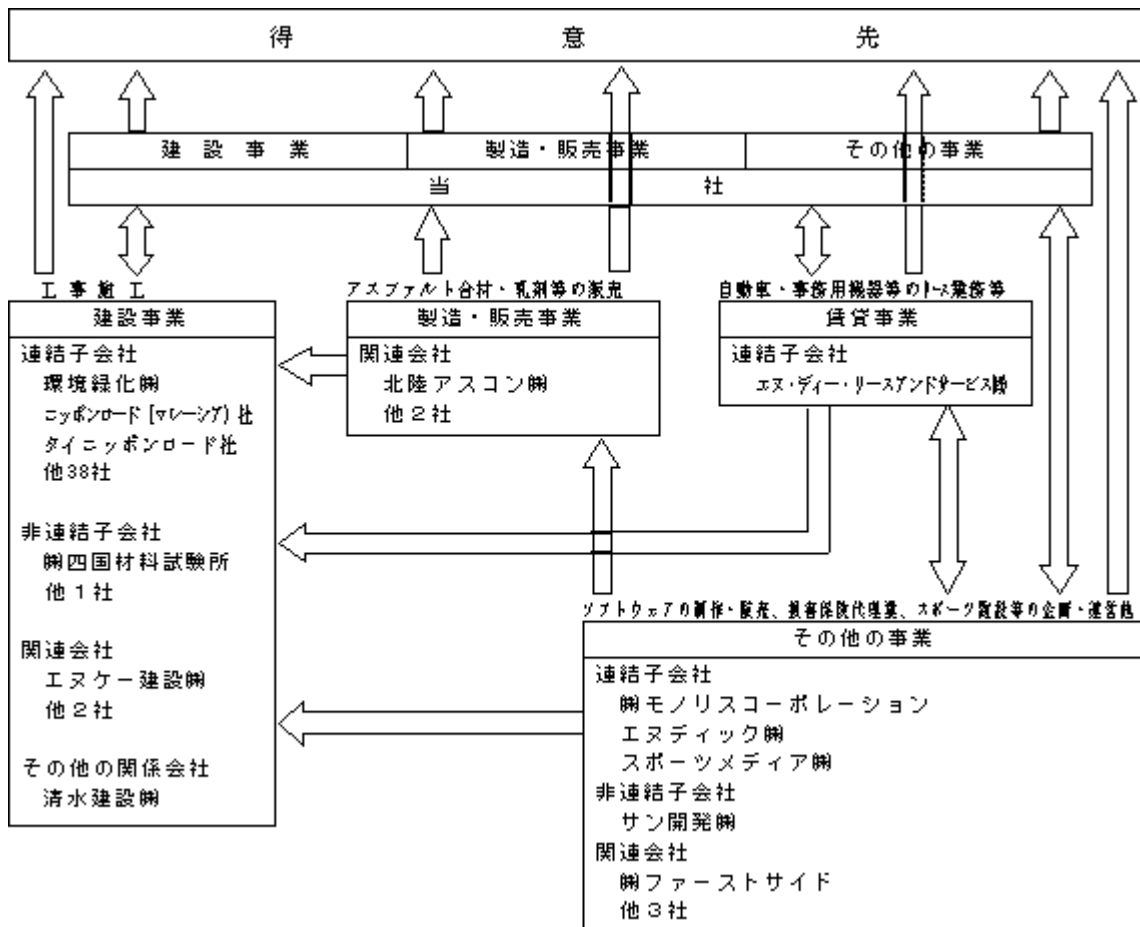 得意先
建設事業
製造・販売事業
その他の事業
当社
工事施工
建設事業
連結子会社
環境緑化㈱
ニッポンロード(マレーシア)社
タイニッポンロード社
他38社
非連結子会社
㈱四国材料試験所
他1社
関連会社
エヌケー建設㈱
他2社
その他の関係会社
清水建設㈱
アスファルト合材・乳剤等の販売
製造・販売事業
関連会社
北陸アスコン㈱
他2社
自動車・事務用機器等のリース業務等
賃貸事業
連結子会社
エヌ・ディー・リースアンドサービス㈱
ソフトウェアの制作・販売、損害保険代理業、スポーツ施設等の企画・運営他
その他の事業
連結子会社
㈱モノリスコーポレーション
エヌディック㈱
スポーツメディア㈱
非連結子会社
サン開発㈱
関連会社
㈱ファーストサイド
他3社